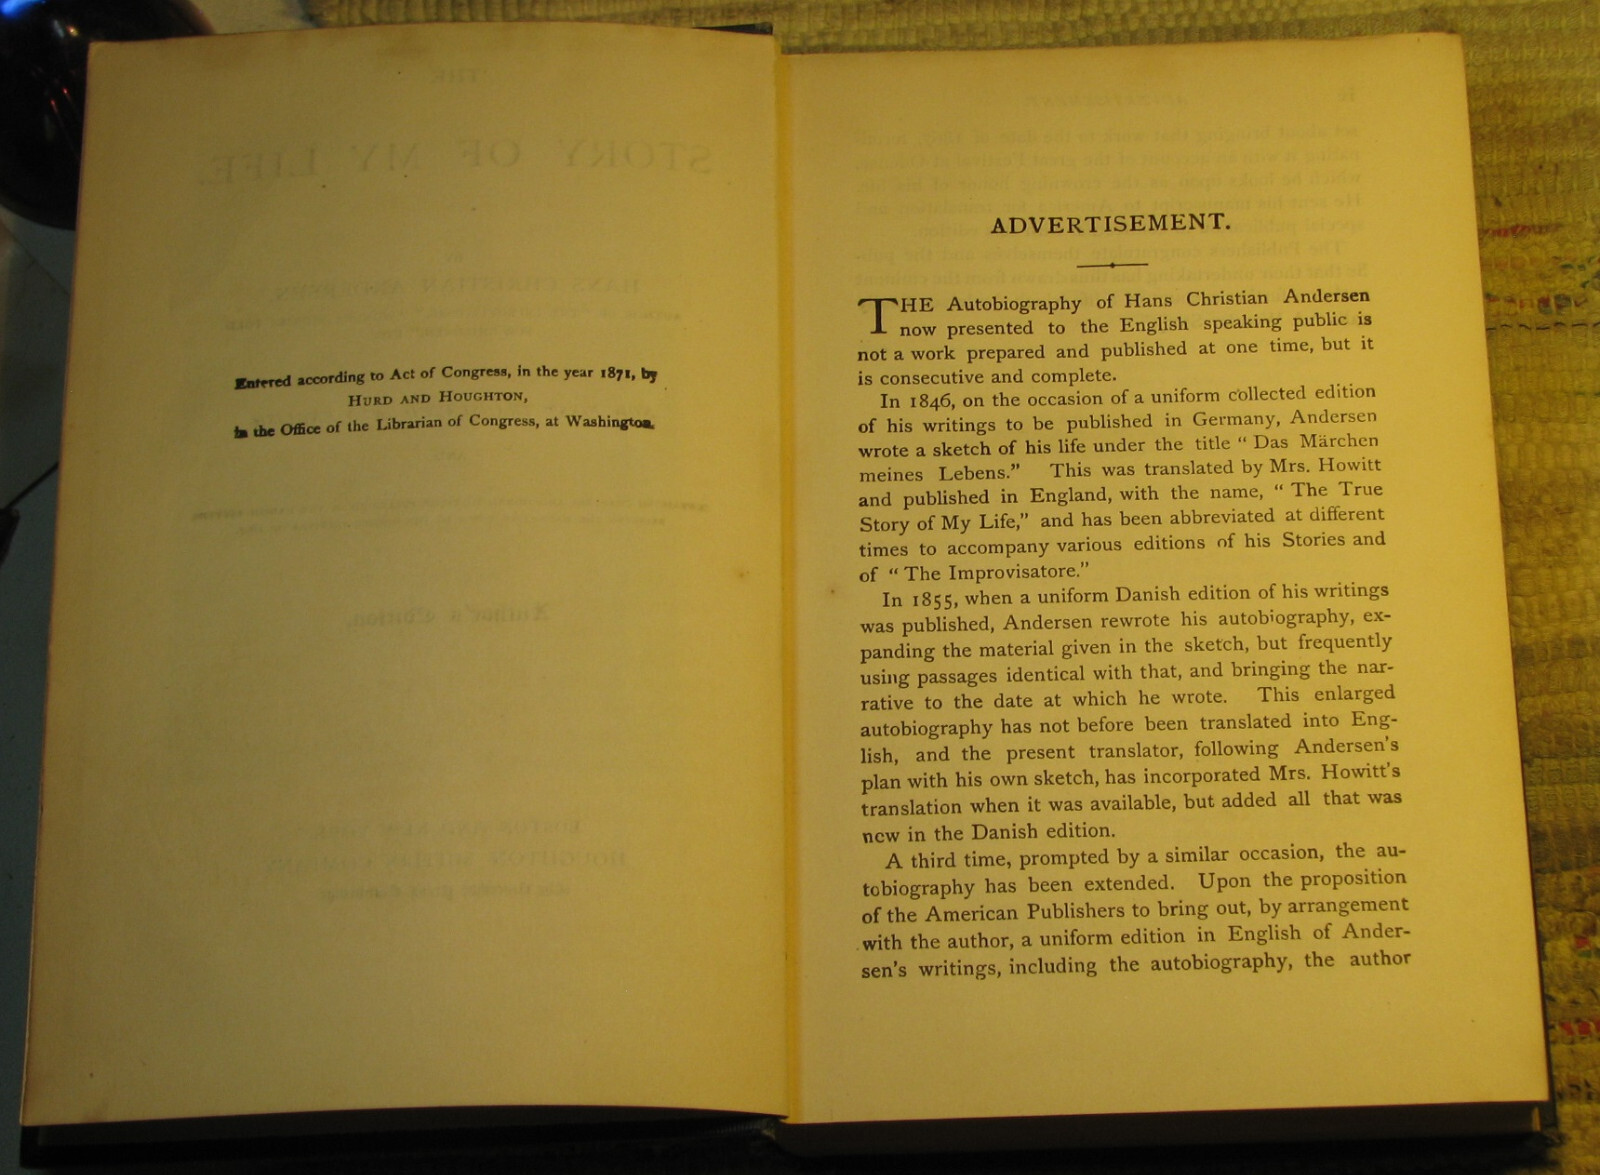 Entered according to Act of Congress, in the year 1871, by
HURD AND HOUGHTON,
in the Office of the Librarian of Congress, at Washington.
ADVERTISEMENT.
THE Autobiography of Hans Christian Andersen
now presented to the English speaking public is
not a work prepared and published at one time, but it
is consecutive and complete.
In 1846, on the occasion of a uniform collected edition
of his writings to be published in Germany, Andersen
wrote a sketch of his life under the title “ Das Märchen
meines Lebens.” This was translated by Mrs. Howitt
and published in England, with the name, “ The True
Story of My Life,” and has been abbreviated at different
times to accompany various editions of his Stories and
of “ The Improvisatore.”
In 1855, when a uniform Danish edition of his writings
was published, Andersen rewrote his autobiography, ex-
panding the material given in the sketch, but frequently
using passages identical with that, and bringing the nar-
rative to the date at which he wrote. This enlarged
autobiography has not before been translated into Eng-
lish, and the present translator, following Andersen's
plan with his own sketch, has incorporated Mrs. Howitt's
translation when it was available, but added all that was
new in the Danish edition.
A third time, prompted by a similar occasion, the au-
tobiography has been extended. Upon the proposition
of the American Publishers to bring out, by arrangement
with the author, a uniform edition in English of Ander-
sen's writings, including the autobiography, the author